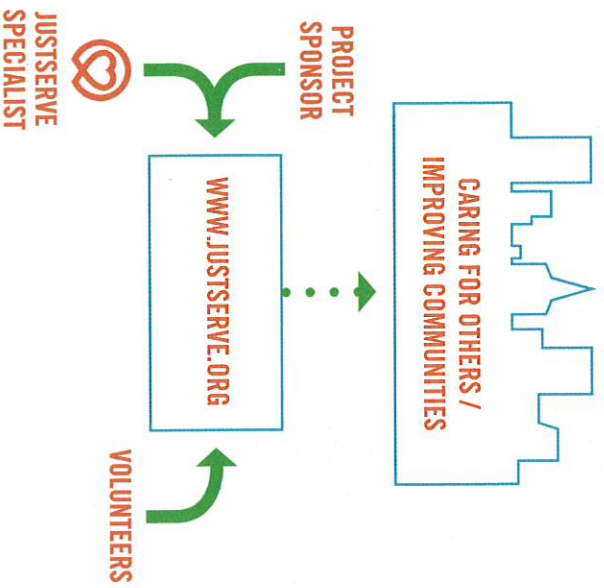 PROJECT
SPONSOR
JUSTSERVE
SPECIALIST
CARING FOR OTHERS /
IMPROVING COMMUNITIES
WWW.JUSTSERVE.ORG
VOLUNTEERS